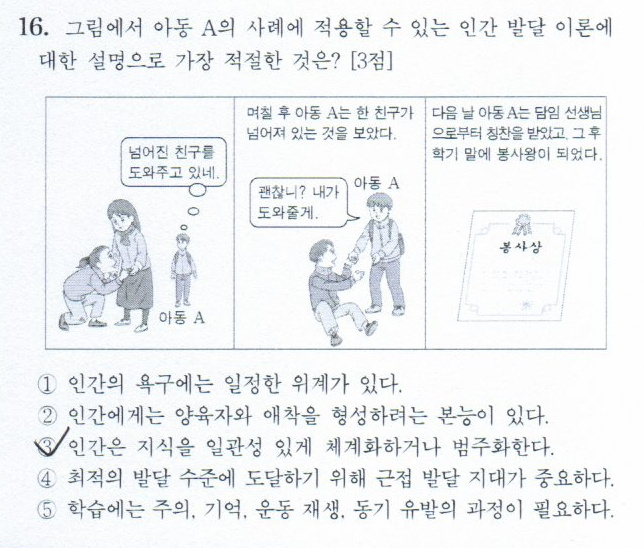 16. 그림에서 아동 A의 사례에 적용할 수 있는 인간 발달 이론에
대한 설명으로 가장 적절한 것은? [3점]
넘어진 친구를
도와주고 있네.
아동 A
며칠 후 아동 A는 한 친구가
넘어져 있는 것을 보았다.
괜찮니? 내가
도와줄게.
아동 A
다음 날 아동 A는 담임 선생님
으로부터 칭찬을 받았고, 그 후
학기 말에 봉사왕이 되었다.
봉사상
① 인간의 욕구에는 일정한 위계가 있다.
② 인간에게는 양육자와 애착을 형성하려는 본능이 있다.
③ 인간은 지식을 일관성 있게 체계화하거나 범주화한다.
④ 최적의 발달 수준에 도달하기 위해 근접 발달 지대가 중요하다.
⑤ 학습에는 주의, 기억, 운동 재생, 동기 유발의 과정이 필요하다.